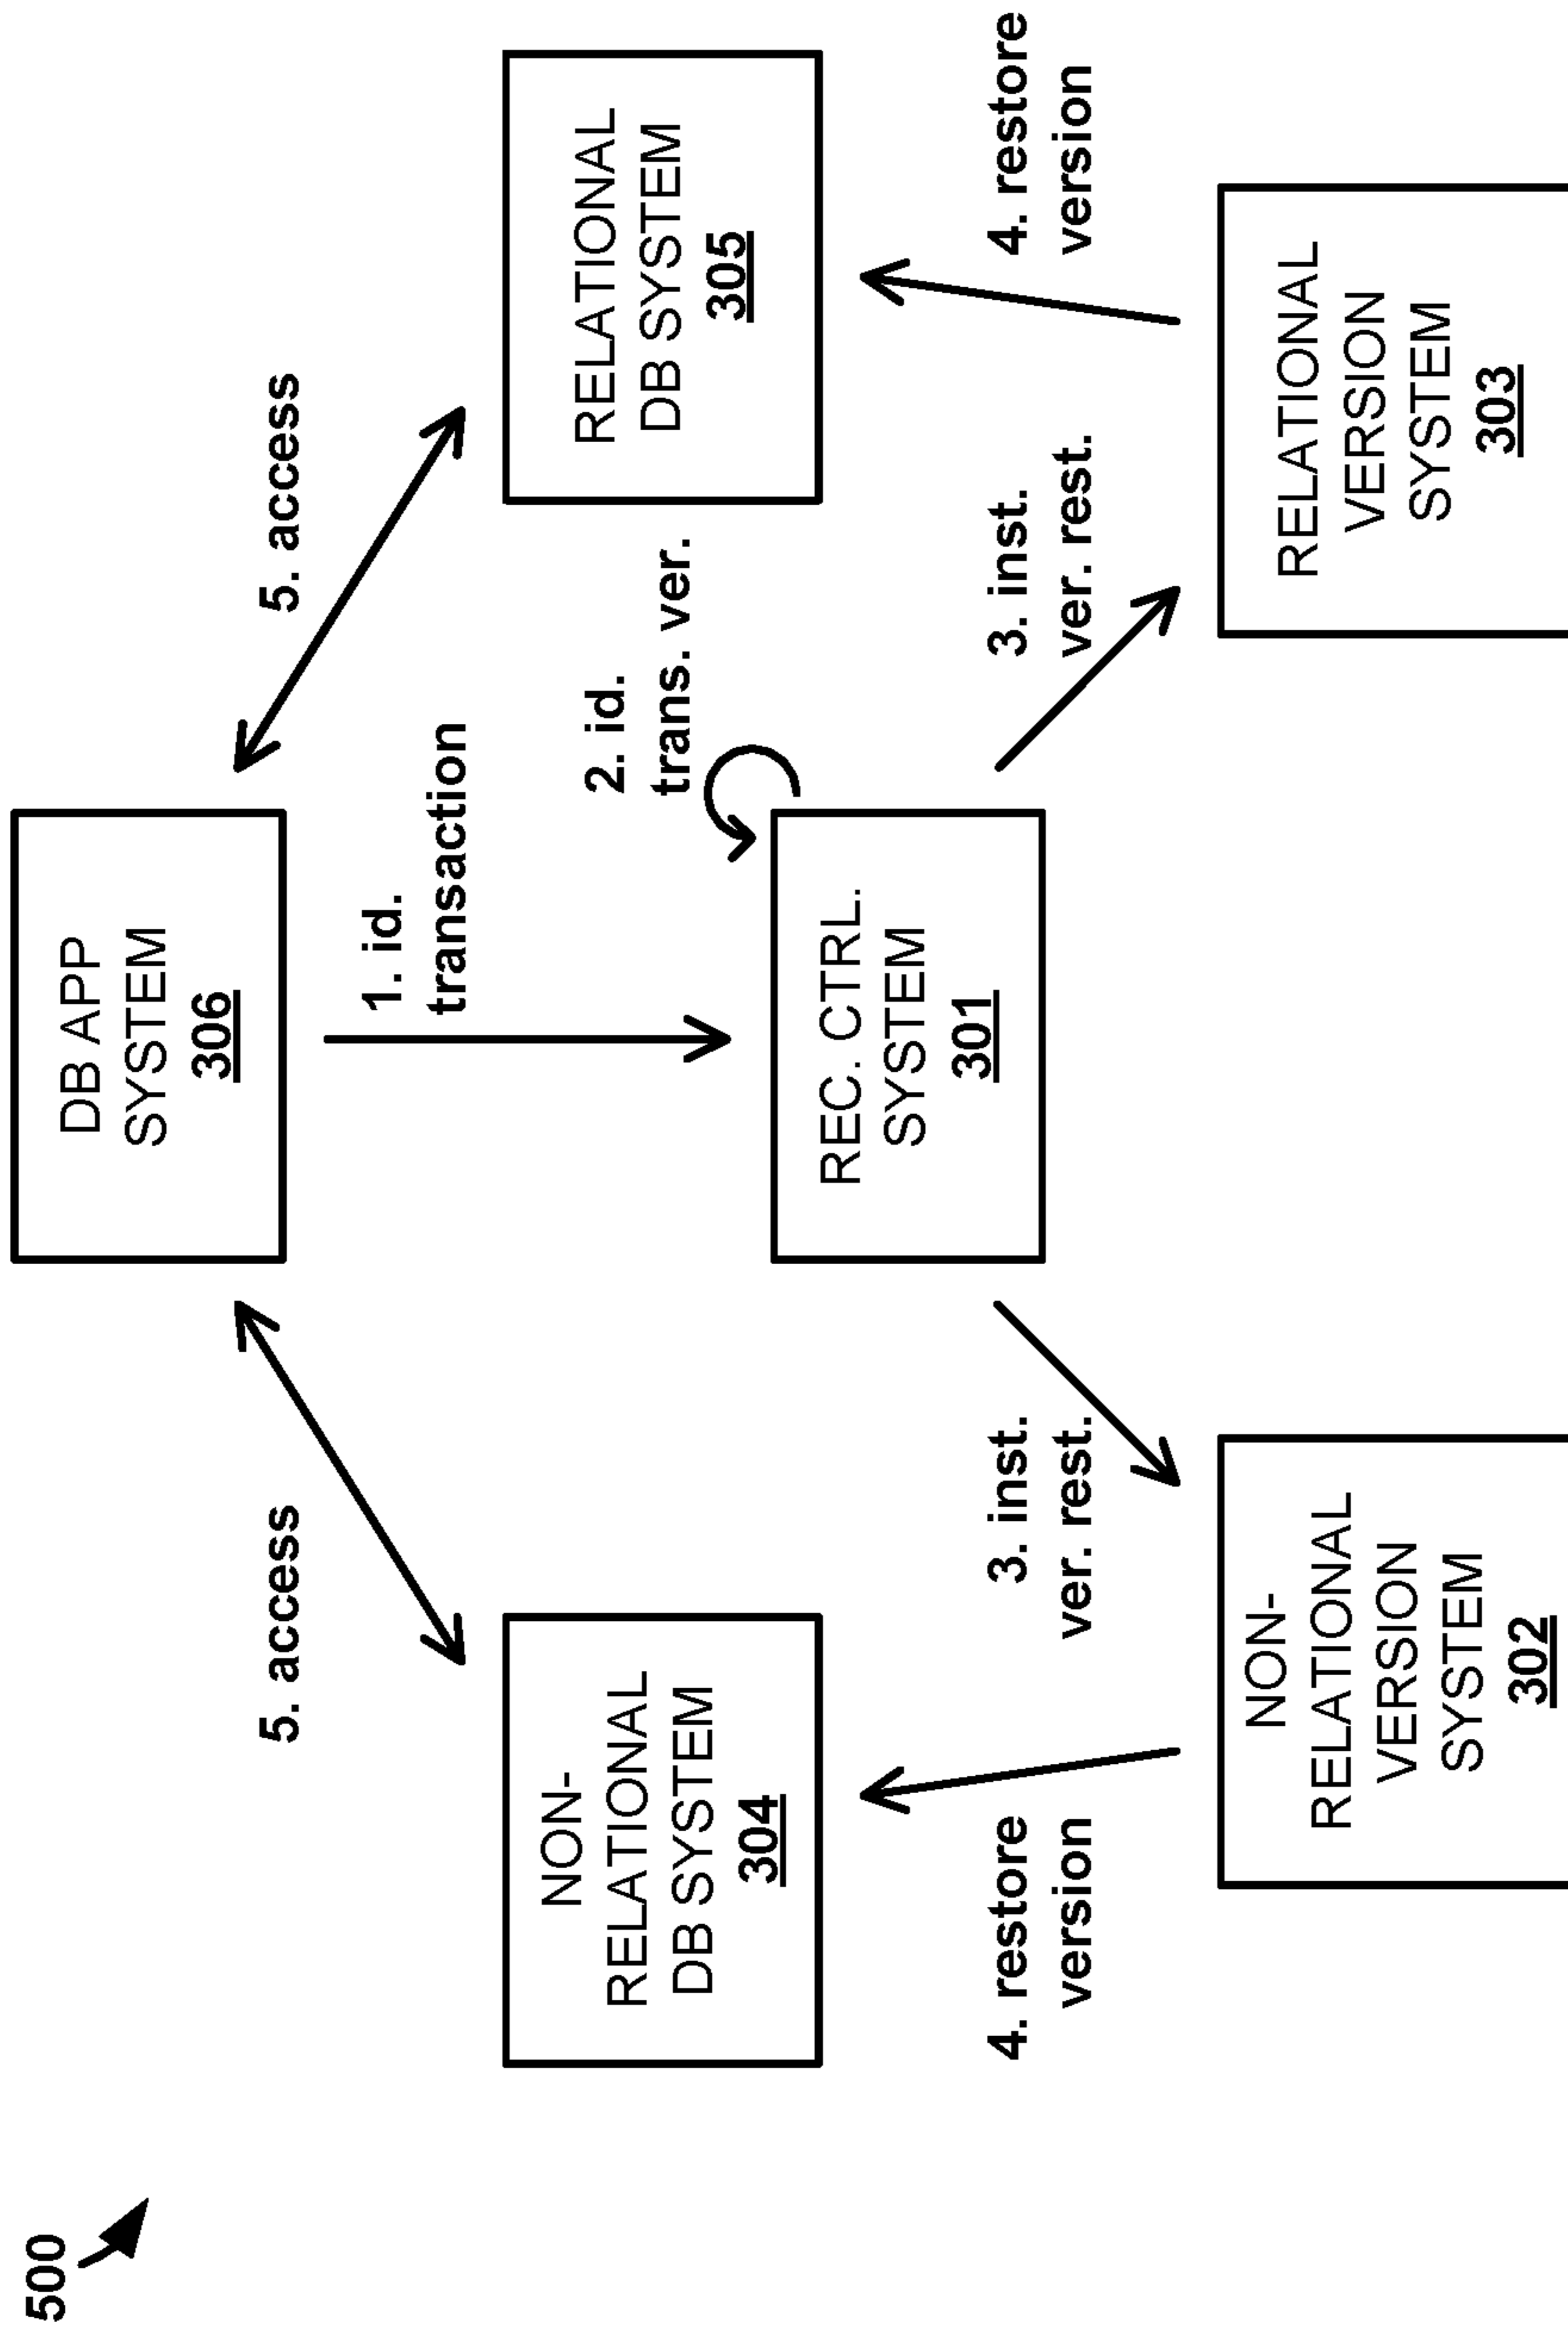 500
DB APP
SYSTEM
306
5. access
5. access
1. id.
transaction
NON-
RELATIONAL
DB SYSTEM
304
2. id.
trans. ver.
RELATIONAL
DB SYSTEM
305
REC. CTRL.
SYSTEM
301
4. restore
version
3. inst.
ver. rest.
3. inst.
ver. rest.
4. restore
version
NON-
RELATIONAL
VERSION
SYSTEM
302
RELATIONAL
VERSION
SYSTEM
303